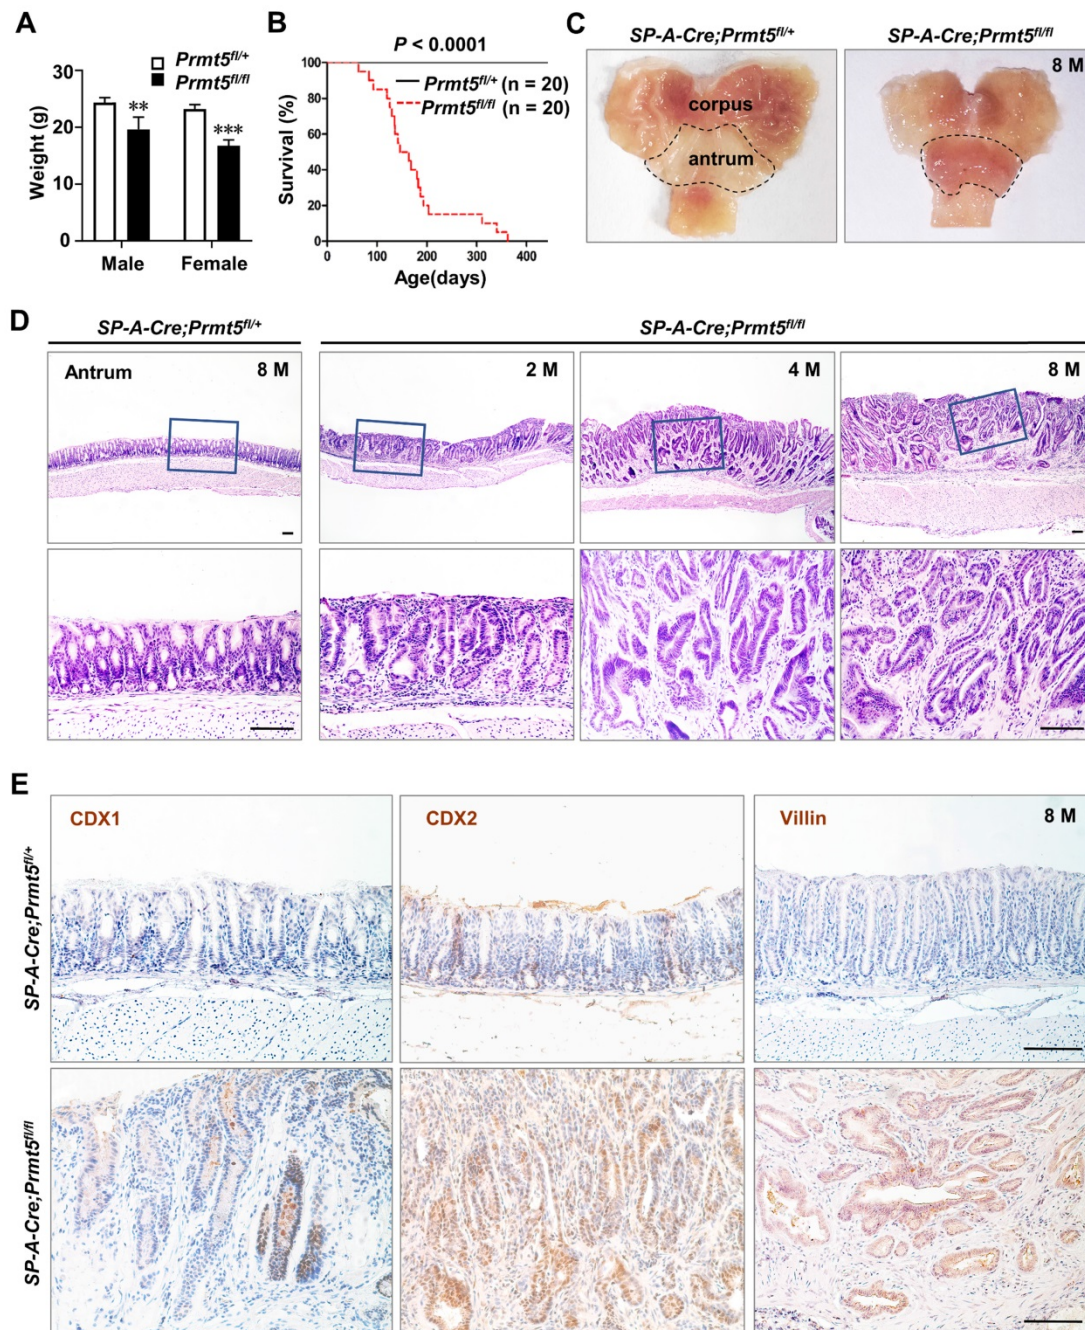 A
Prmt5fl/+
Prmt5fl/fl
30
20
10
0
Weight (g)
**
***
Male
Female
B
P < 0.0001
Prmt5fl/+ (n = 20)
Prmt5fl/fl (n = 20)
Survival (%)
100
80
60
40
20
0
0 100 200 300 400
Age(days)
C
SP-A-Cre;Prmt5fl/+
SP-A-Cre;Prmt5fl/fl
8 M
corpus
antrum
D
SP-A-Cre;Prmt5fl/+
SP-A-Cre;Prmt5fl/fl
Antrum
8 M
2 M
4 M
8 M
E
CDX1
CDX2
Villin
8 M
SP-A-Cre;Prmt5fl/+
SP-A-Cre;Prmt5fl/fl